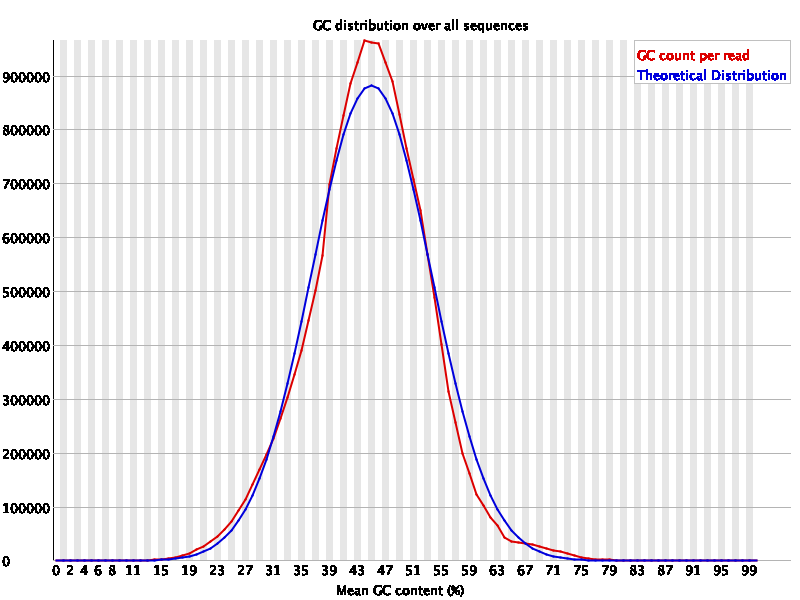 GC distribution over all sequences
GC count per read
Theoretical Distribution
900000
800000
700000
600000
500000
400000
300000
200000
100000
0
0 2 4 6 8 11 15 19 23 27 31 35 39 43 47 51 55 59 63 67 71 75 79 83 87 91 95 99
Mean GC content (%)